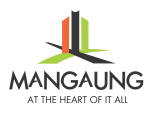 MANGAUNG
AT THE HEART OF IT ALL